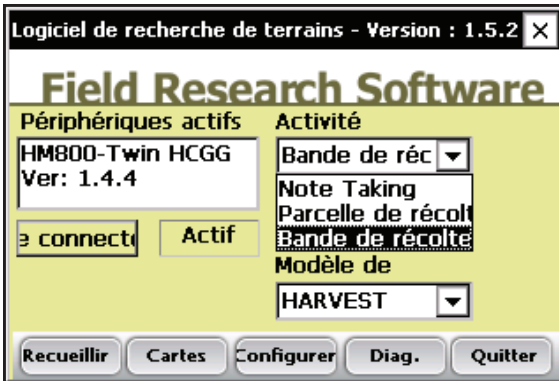 Logiciel de recherche de terrains - Version : 1.5.2
Field Research Software
Périphériques actifs
HM800-Twin HCGG
Ver: 1.4.4
e connecte
Actif
Activité
Bande de réc
Note Taking
Parcelle de récolt
Bande de récolte
Modèle de
HARVEST
Recueillir
Cartes
Configurer
Diag.
Quitter